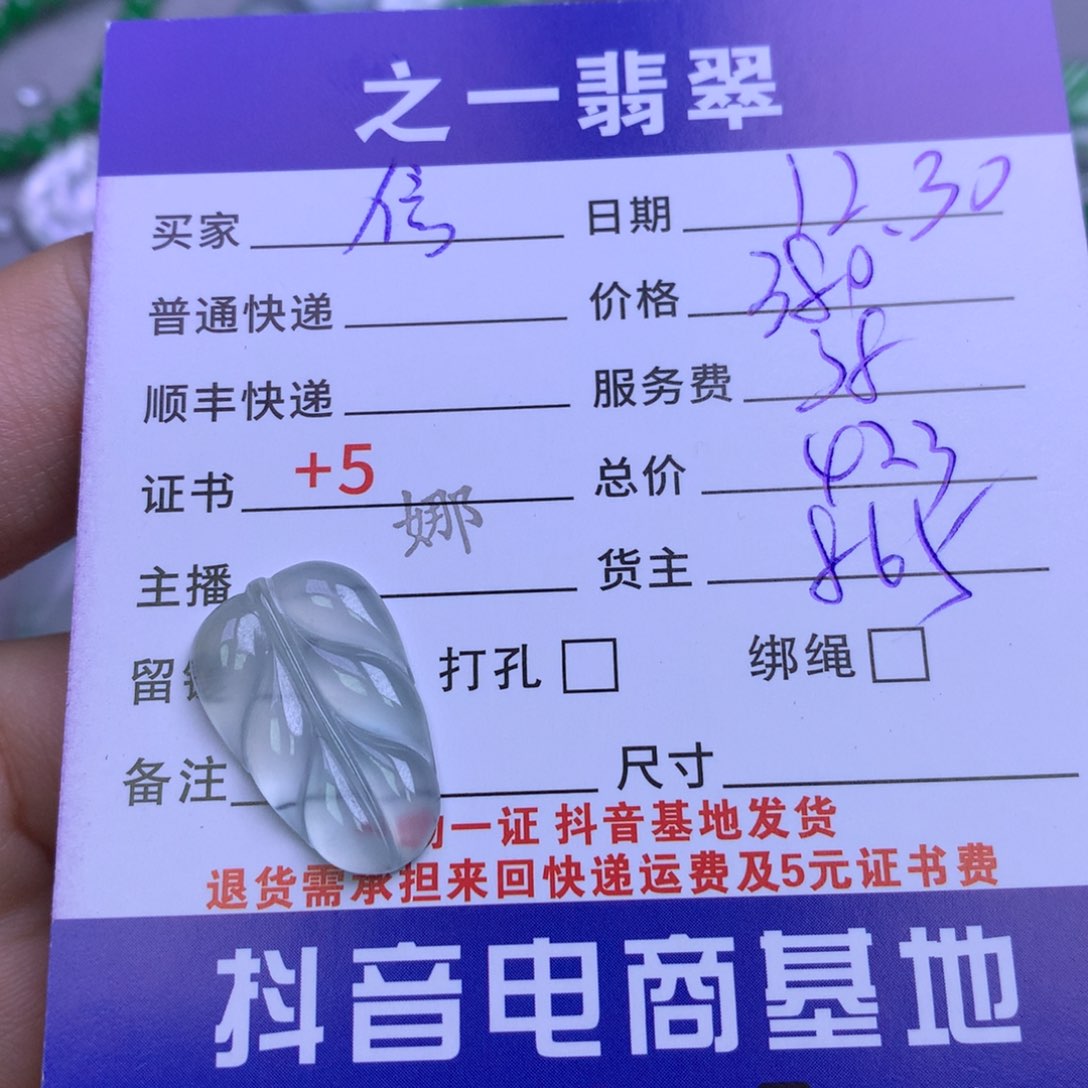 之一翡翠
买家 信 日期 12.30
普通快递 价格 380
顺丰快递 服务费 38
证书 +5 总价 423
主播 娜 货主 865
留 打孔 绑绳
备注 尺寸
一证 抖音基地发货
退货需承担来回快递运费及5元证书费
抖音电商基地